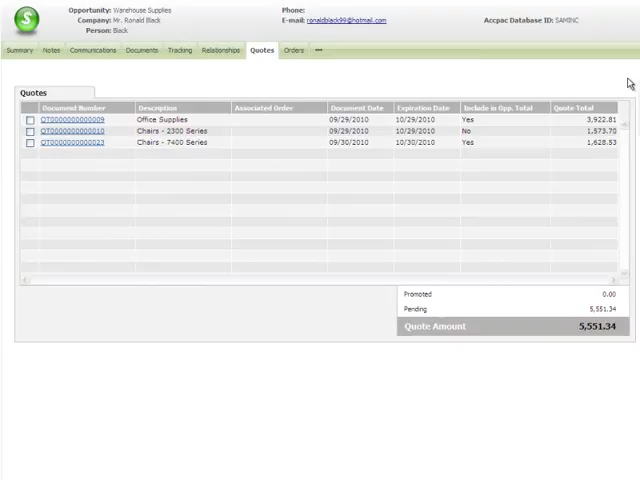 Opportunity: Warehouse Supplies
Company: Mr. Ronald Black
Person: Black
Phone:
E-mail: ronaldblack99@hotmail.com
Accpac Database ID: SAMINC
Summary Notes Communications Documents Tracking Relationships Quotes Orders •••
Quotes
Document Number Description Associated Order Document Date Expiration Date Include in Opp. Total Quote Total
QT0000000000009 Office Supplies 09/29/2010 10/29/2010 Yes 3,922.81
QT0000000000010 Chairs - 2300 Series 09/29/2010 10/29/2010 No 1,573.70
QT0000000000023 Chairs - 7400 Series 09/30/2010 10/30/2010 Yes 1,628.53
Promoted 0.00
Pending 5,551.34
Quote Amount 5,551.34